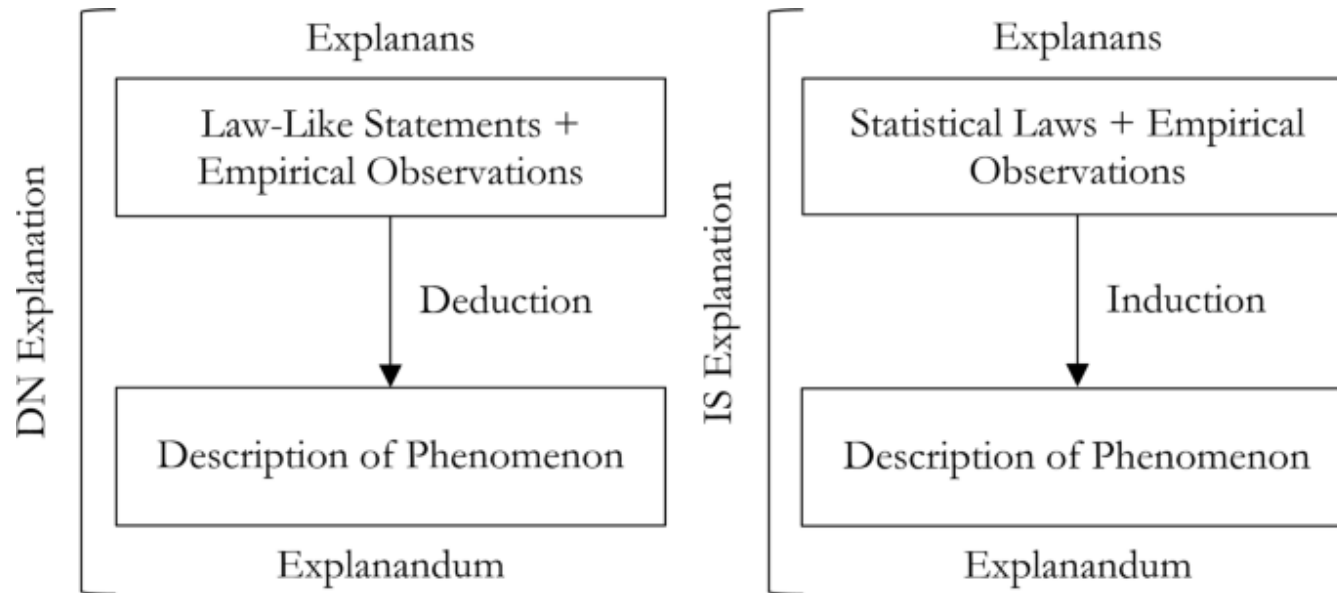 DN Explanation
Explanans
Law-Like Statements +
Empirical Observations
Deduction
Description of Phenomenon
Explanandum
IS Explanation
Explanans
Statistical Laws + Empirical
Observations
Induction
Description of Phenomenon
Explanandum